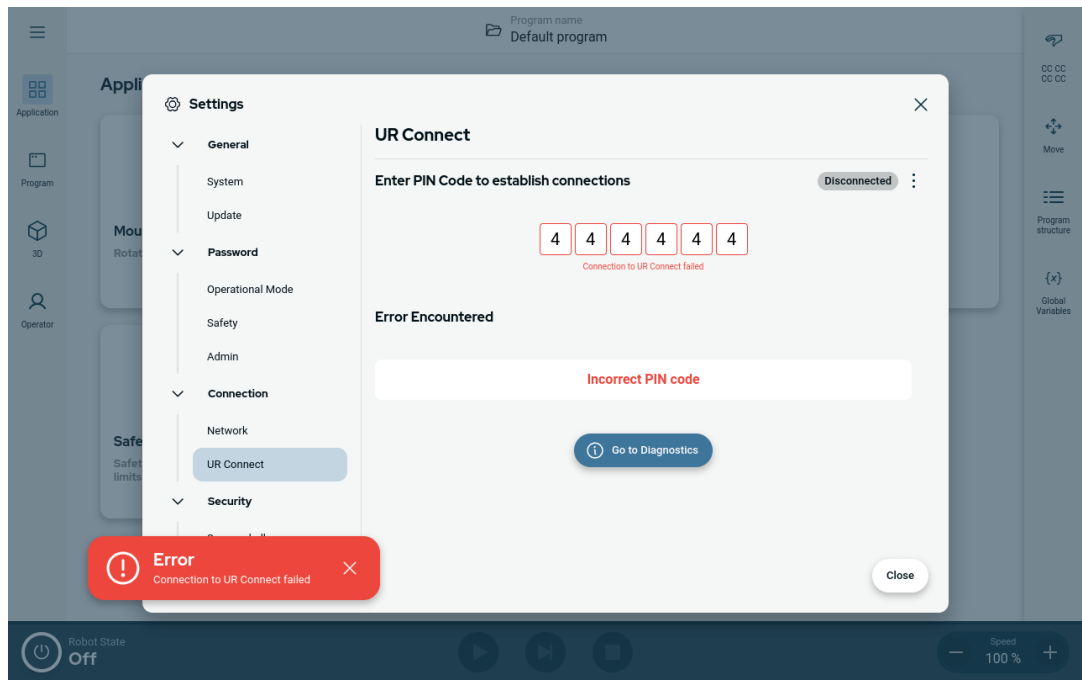 Program name
Default program
Appli
Application
Program
3D
Operator
Mou
Rotat
Safe
Safet
limits
Settings
General
System
Update
Password
Operational Mode
Safety
Admin
Connection
Network
UR Connect
Security
UR Connect
Enter PIN Code to establish connections
Disconnected
4 4 4 4 4 4
Connection to UR Connect failed
Error Encountered
Incorrect PIN code
Go to Diagnostics
Close
Error
Connection to UR Connect failed
CC CC
CC CC
Move
Program
structure
{x}
Global
Variables
Robot State
Off
Speed
100 %